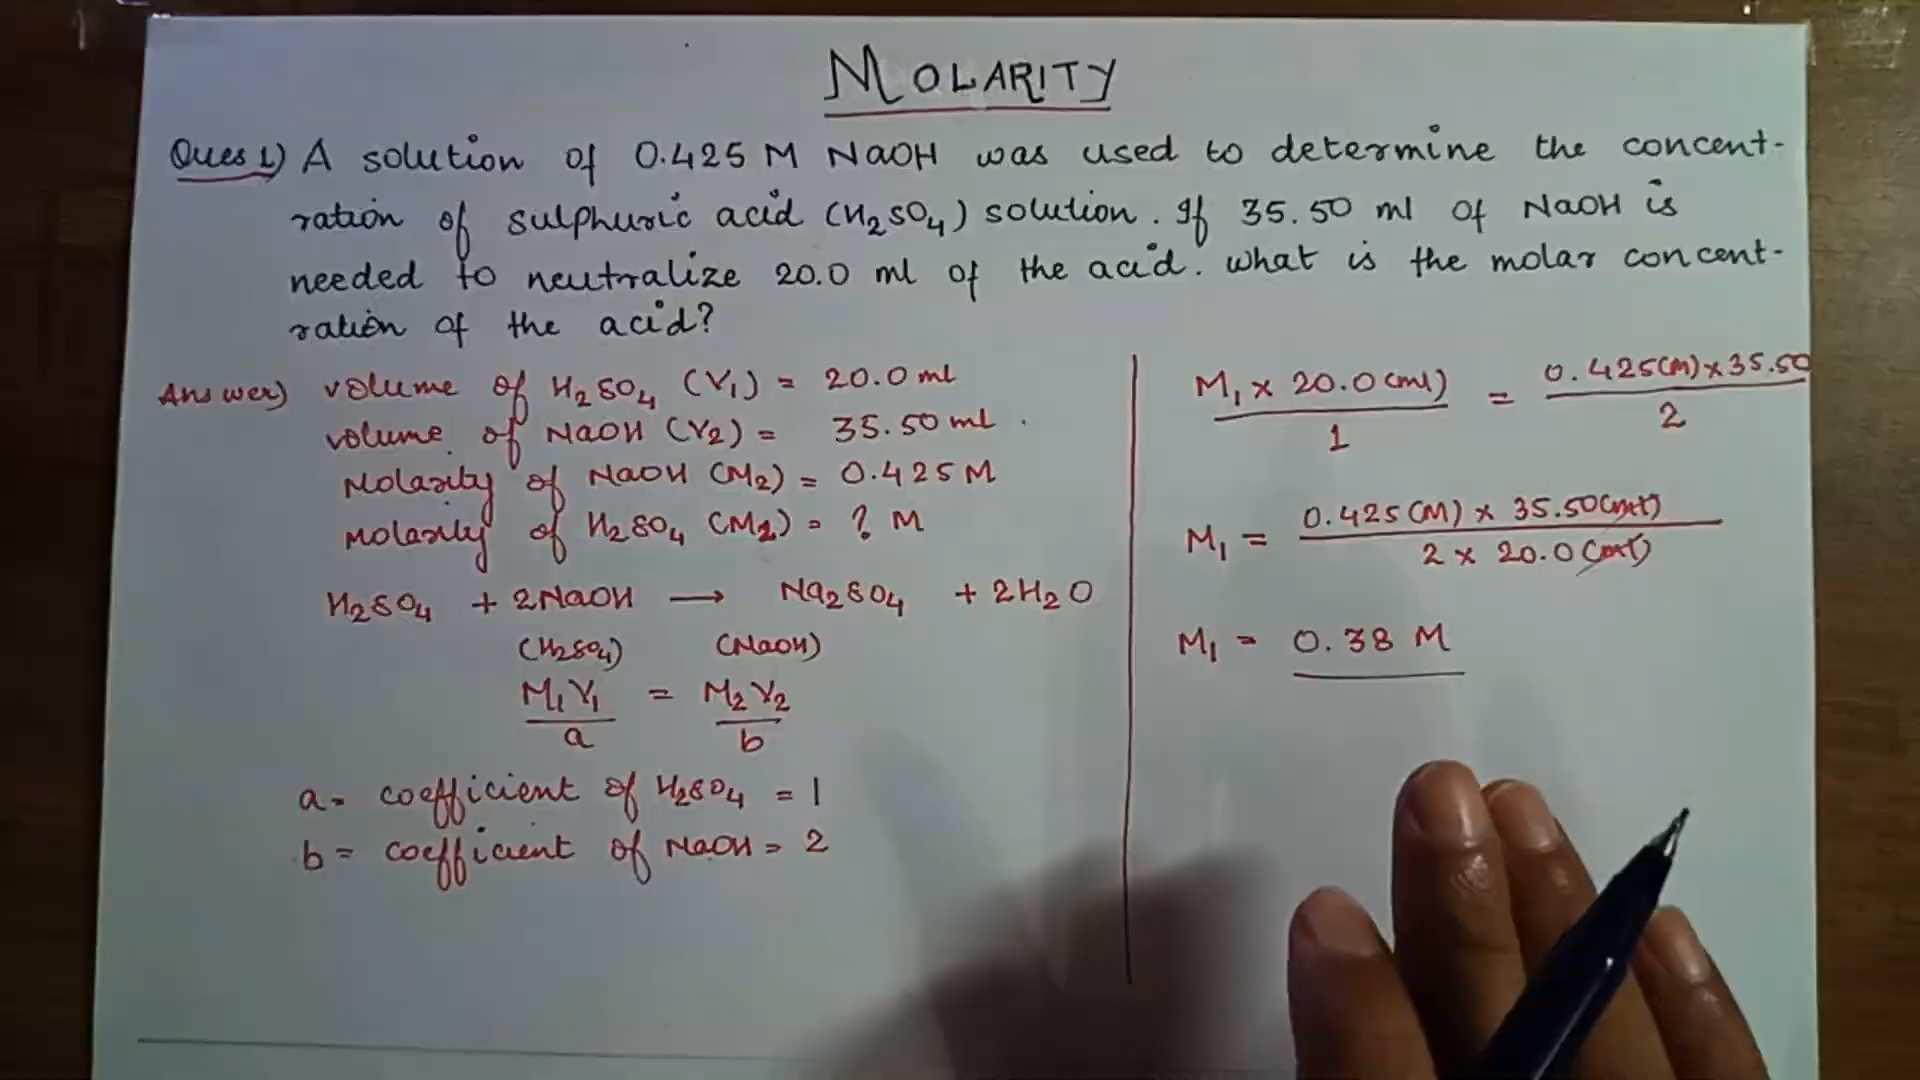 MOLARITY
Ques 1) A solution of 0.425 M NaOH was used to determine the concent-
ration of sulphuric acid (H2SO4) solution. If 35.50 ml of NaOH is
needed to neutralize 20.0 ml of the acid. What is the molar concent-
ration of the acid?
Answer) volume of H2SO4 (V1) = 20.0 ml
volume of NaOH (V2) = 35.50 ml.
Molarity of NaOH (M2) = 0.425 M
Molarity of H2SO4 (M1) = ? M
H2SO4 + 2NaOH → Na2SO4 + 2H2O
(H2SO4) (NaOH)
M1V1 = M2V2
a b
a = coefficient of H2SO4 = 1
b = coefficient of NaOH = 2
M1 x 20.0 (ml) = 0.425(M) x 35.50
1 2
M1 = 0.425 (M) x 35.50 (ml)
2 x 20.0 (ml)
M1 = 0.38 M